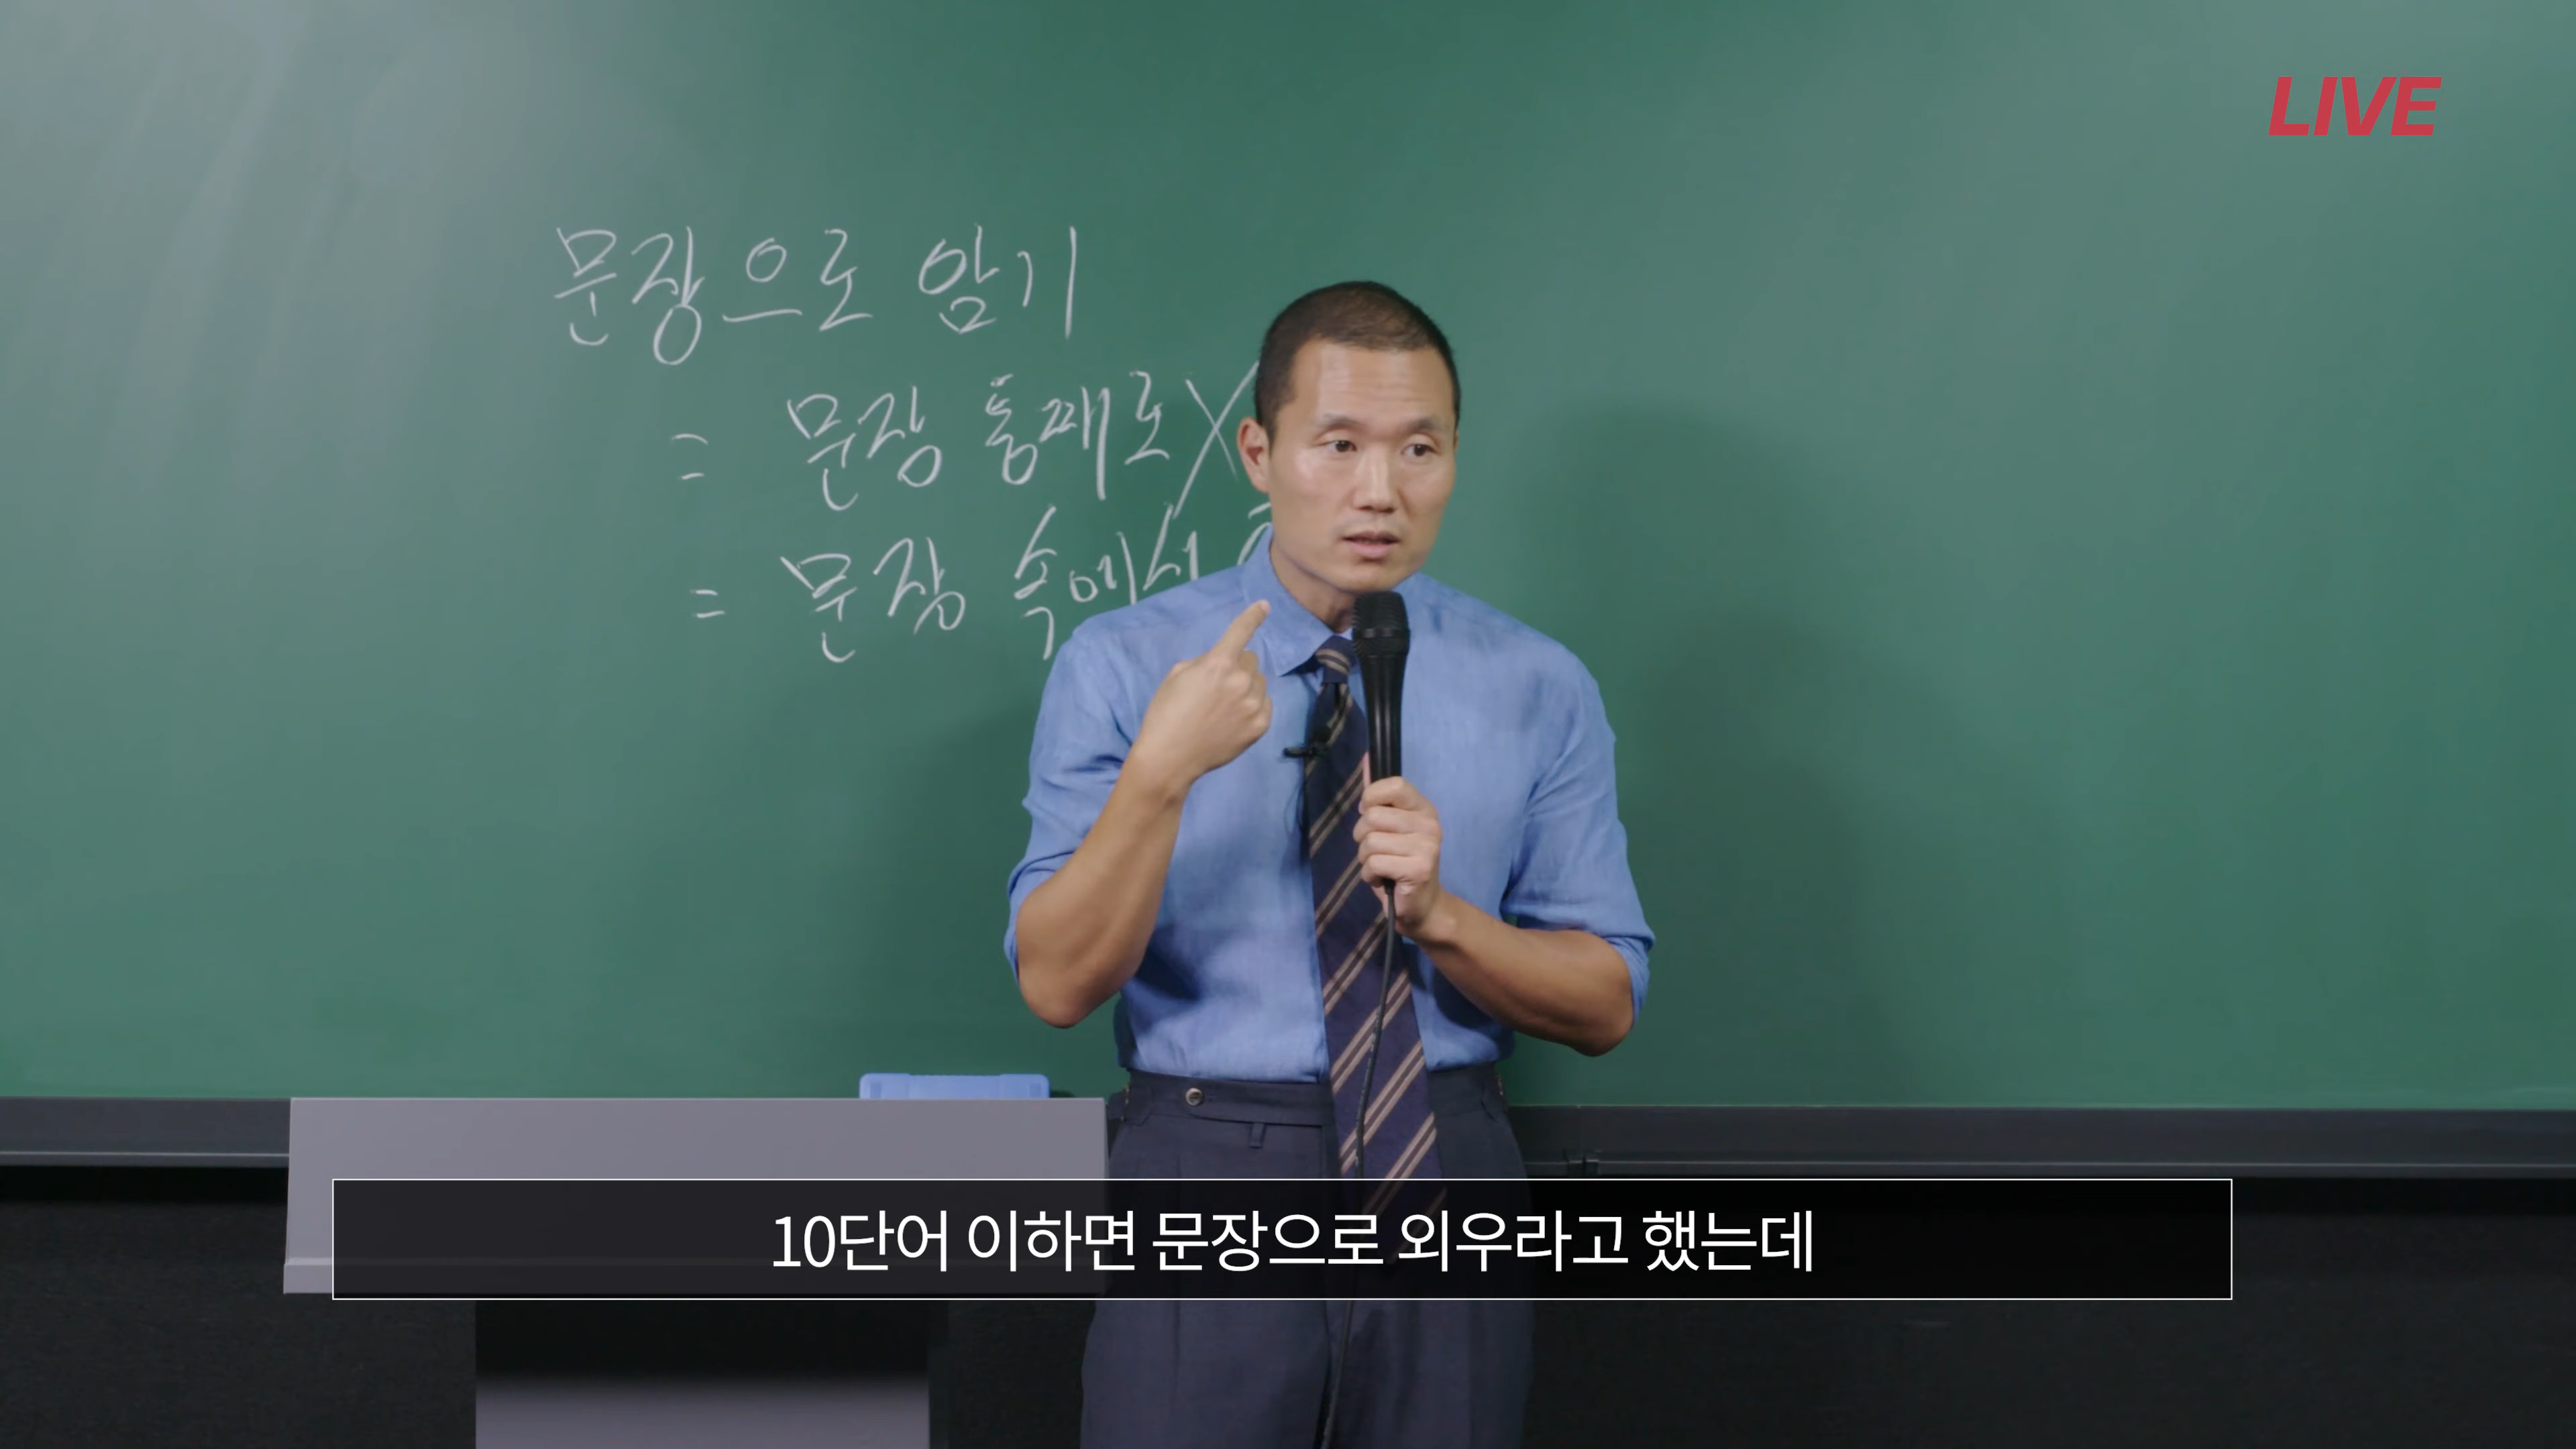 LIVE
문장으로 암기
= 문장 통째로 X
= 문장 속에서
10단어 이하면 문장으로 외우라고 했는데